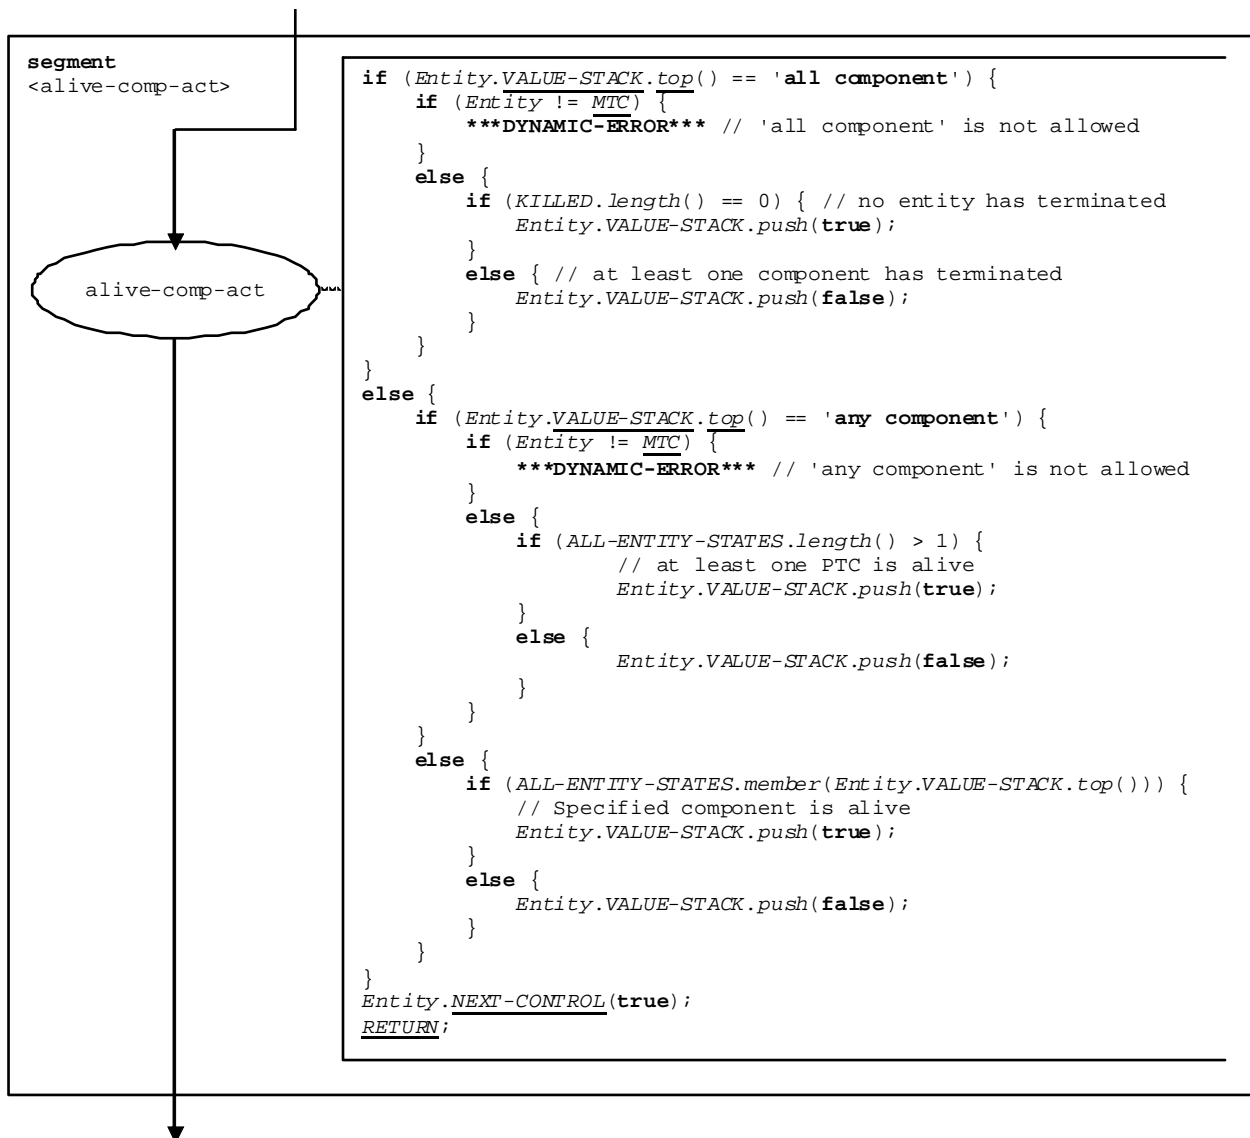 segment
<alive-comp-act>
alive-comp-act
if (Entity.VALUE-STACK.top() == 'all component') {
if (Entity != MTC) {
***DYNAMIC-ERROR*** // 'all component' is not allowed
}
else {
if (KILLED.length() == 0) { // no entity has terminated
Entity.VALUE-STACK.push(true);
}
else { // at least one component has terminated
Entity.VALUE-STACK.push(false);
}
}
}
else {
if (Entity.VALUE-STACK.top() == 'any component') {
if (Entity != MTC) {
***DYNAMIC-ERROR*** // 'any component' is not allowed
}
else {
if (ALL-ENTITY-STATES.length() > 1) {
// at least one PTC is alive
Entity.VALUE-STACK.push(true);
}
else {
Entity.VALUE-STACK.push(false);
}
}
}
else {
if (ALL-ENTITY-STATES.member(Entity.VALUE-STACK.top())) {
// Specified component is alive
Entity.VALUE-STACK.push(true);
}
else {
Entity.VALUE-STACK.push(false);
}
}
}
Entity.NEXT-CONTROL(true);
RETURN;